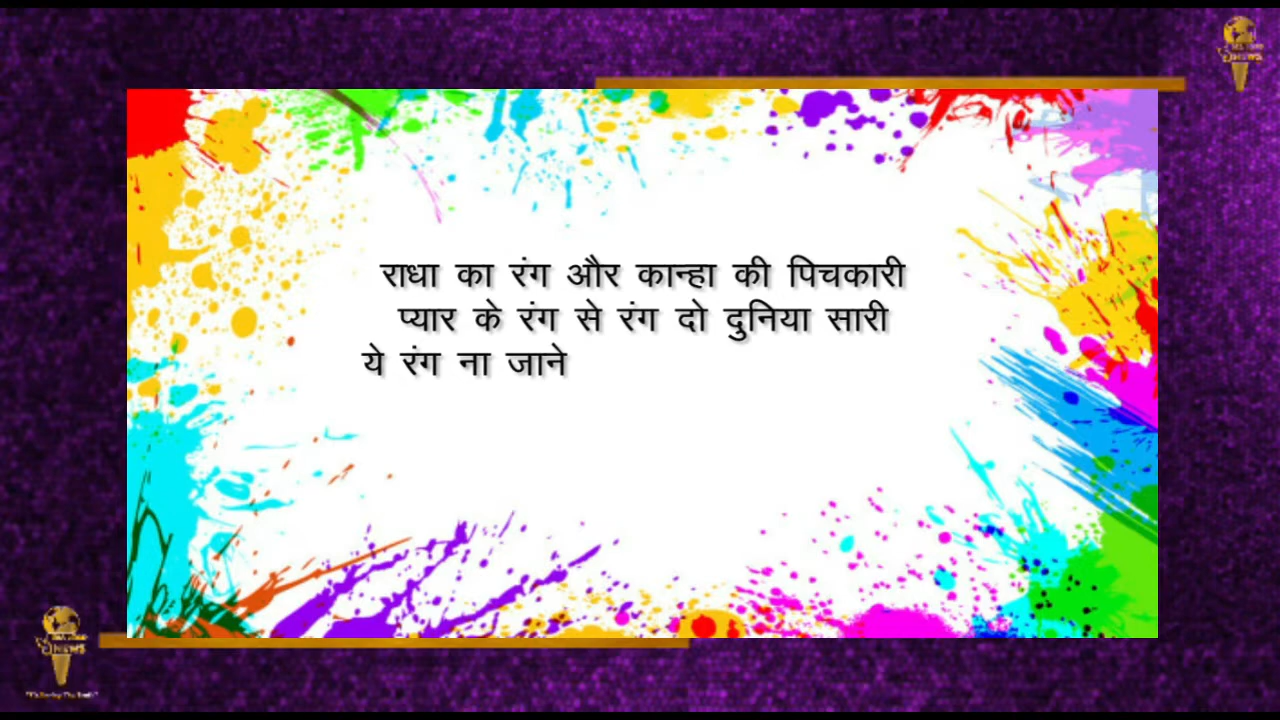 राधा का रंग और कान्हा की पिचकारी
प्यार के रंग से रंग दो दुनिया सारी
ये रंग ना जाने